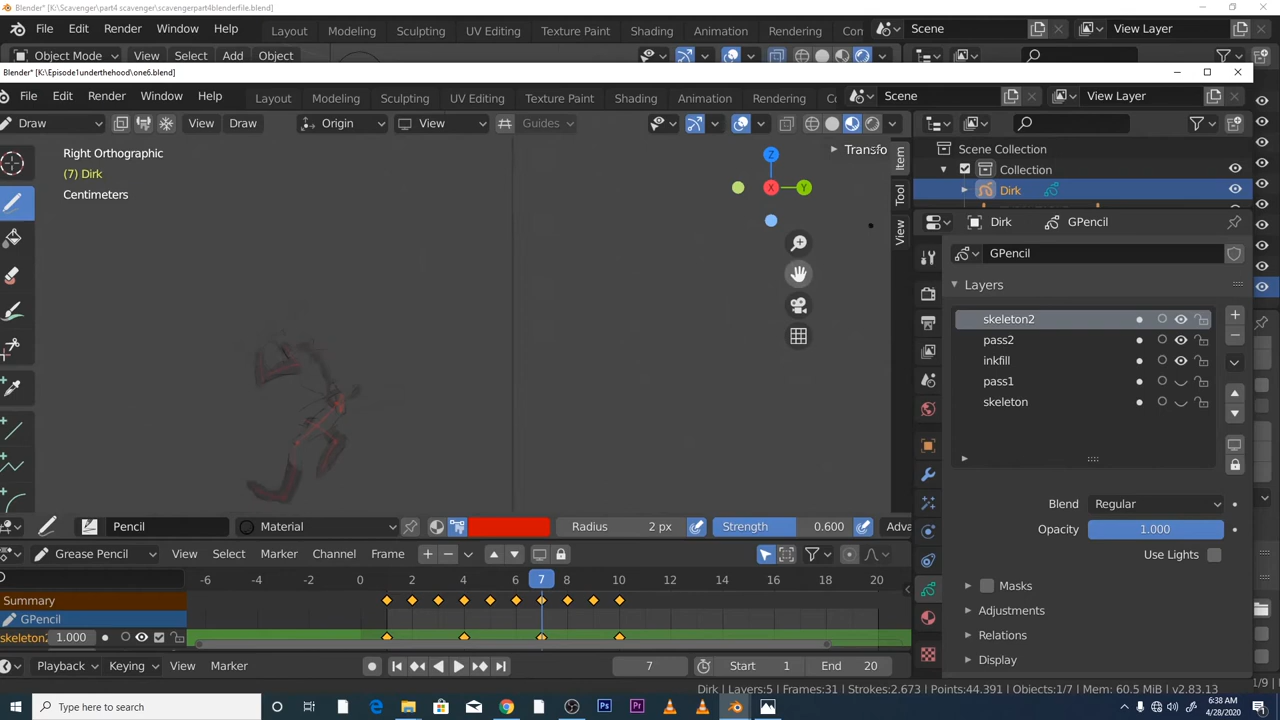 Blender* [K:\Scavenger\part4 scavenger\scavengerpart4blenderfile.blend]
File Edit Render Window Help Layout Modeling Sculpting UV Editing Texture Paint Shading Animation Rendering Scene View Layer
Object Mode View Select Add Object
Blender* [K:\Episode1underthehood\one6.blend]
File Edit Render Window Help Layout Modeling Sculpting UV Editing Texture Paint Shading Animation Rendering Scene View Layer
Draw View Draw Origin View Guides
Right Orthographic
(7) Dirk
Centimeters
Z
X
Y
Transfo
Item
Tool
View
Scene Collection
Collection
Dirk
Dirk GPencil
GPencil
Layers
skeleton2
pass2
inkfill
pass1
skeleton
Blend Regular
Opacity 1.000
Use Lights
Masks
Adjustments
Relations
Display
Pencil Material Radius 2 px Strength 0.600 Adva
Grease Pencil View Select Marker Channel Frame
-6 -4 -2 0 2 4 6 7 8 10 12 14 16 18 20
Summary
GPencil
skeleton2 1.000
Playback Keying View Marker 7 Start 1 End 20
Dirk | Layers:5 | Frames:31 | Strokes:2.673 | Points:44.391 | Objects:1/7 | Mem: 60.5 MiB | v2.83.13
1/9
Type here to search
6:38 AM
4/28/2020